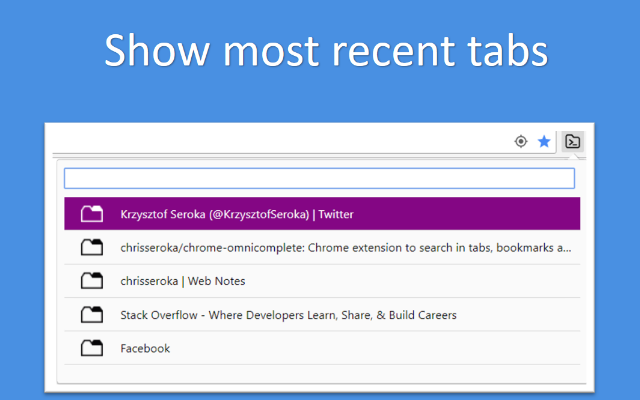 Show most recent tabs
Krzysztof Seroka (@KrzysztofSeroka) | Twitter
chrisseroka/chrome-omnicomplete: Chrome extension to search in tabs, bookmarks a...
chrisseroka | Web Notes
Stack Overflow - Where Developers Learn, Share, & Build Careers
Facebook